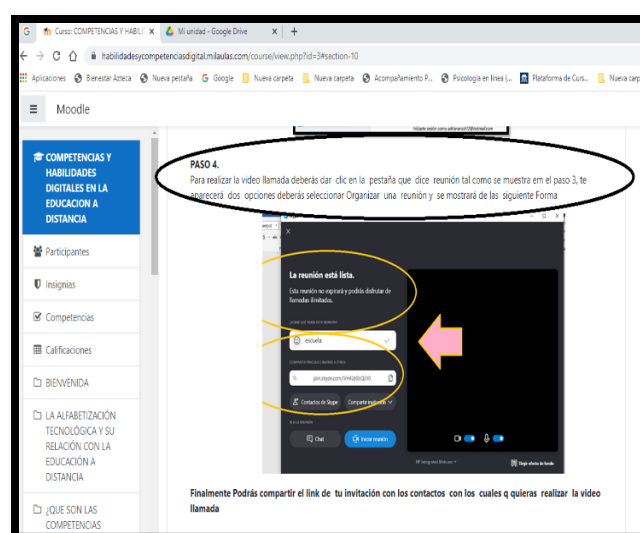 Curso: COMPETENCIAS Y HABILI
Mi unidad - Google Drive
habilidadesycompetenciasdigital.milaulas.com/course/view.php?id=3#section-10
Aplicaciones
Bienestar Azteca
Nueva pestaña
Google
Nueva carpeta
Nueva carpeta
Acompañamiento P...
Psicología en línea (...
Plataforma de Curs...
Nueva carp
Moodle
COMPETENCIAS Y
HABILIDADES
DIGITALES EN LA
EDUCACION A
DISTANCIA
Participantes
Insignias
Competencias
Calificaciones
BIENVENIDA
LA ALFABETIZACIÓN
TECNOLÓGICA Y SU
RELACIÓN CON LA
EDUCACIÓN A
DISTANCIA
¿QUE SON LAS
COMPETENCIAS
PASO 4.
Para realizar la video llamada deberás dar clic en la pestaña que dice reunión tal como se muestra em el paso 3, te
aparecerá dos opciones deberás seleccionar Organizar una reunión y se mostrará de las siguiente Forma
La reunión está lista.
Esta reunión no expirará y podrás disfrutar de
llamadas ilimitadas.
escuela
Contactos de Skype
Compartir invitación
Chat
Iniciar reunión
HP Integrated Webcam
Elegir efecto de fondo
Finalmente Podrás compartir el link de tu invitación con los contactos con los cuales q quieras realizar la video
llamada